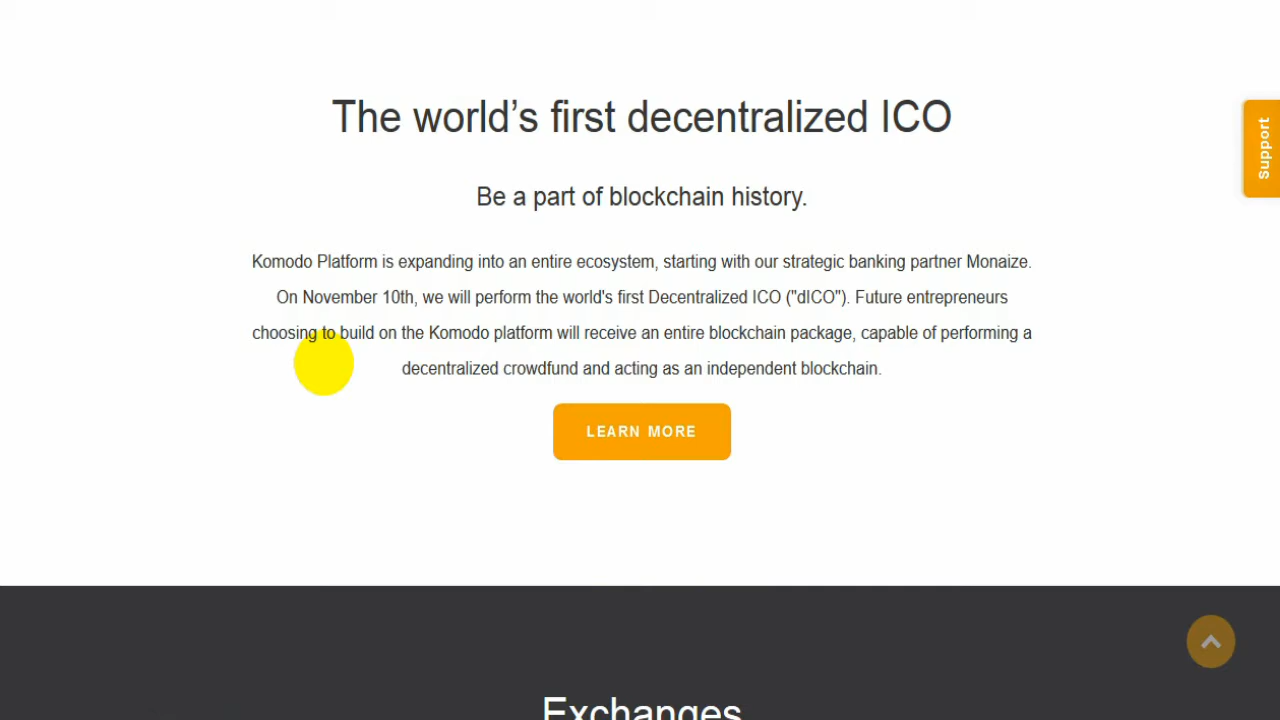 The world’s first decentralized ICO
Support
Be a part of blockchain history.
Komodo Platform is expanding into an entire ecosystem, starting with our strategic banking partner Monaize.
On November 10th, we will perform the world's first Decentralized ICO ("dICO"). Future entrepreneurs
choosing to build on the Komodo platform will receive an entire blockchain package, capable of performing a
decentralized crowdfund and acting as an independent blockchain.
LEARN MORE
Exchanges